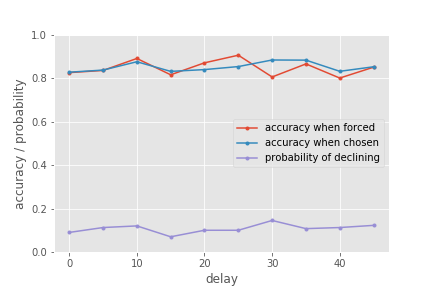 1.0
0.8
0.6
0.4
0.2
0.0
accuracy / probability
accuracy when forced
accuracy when chosen
probability of declining
0 10 20 30 40
delay